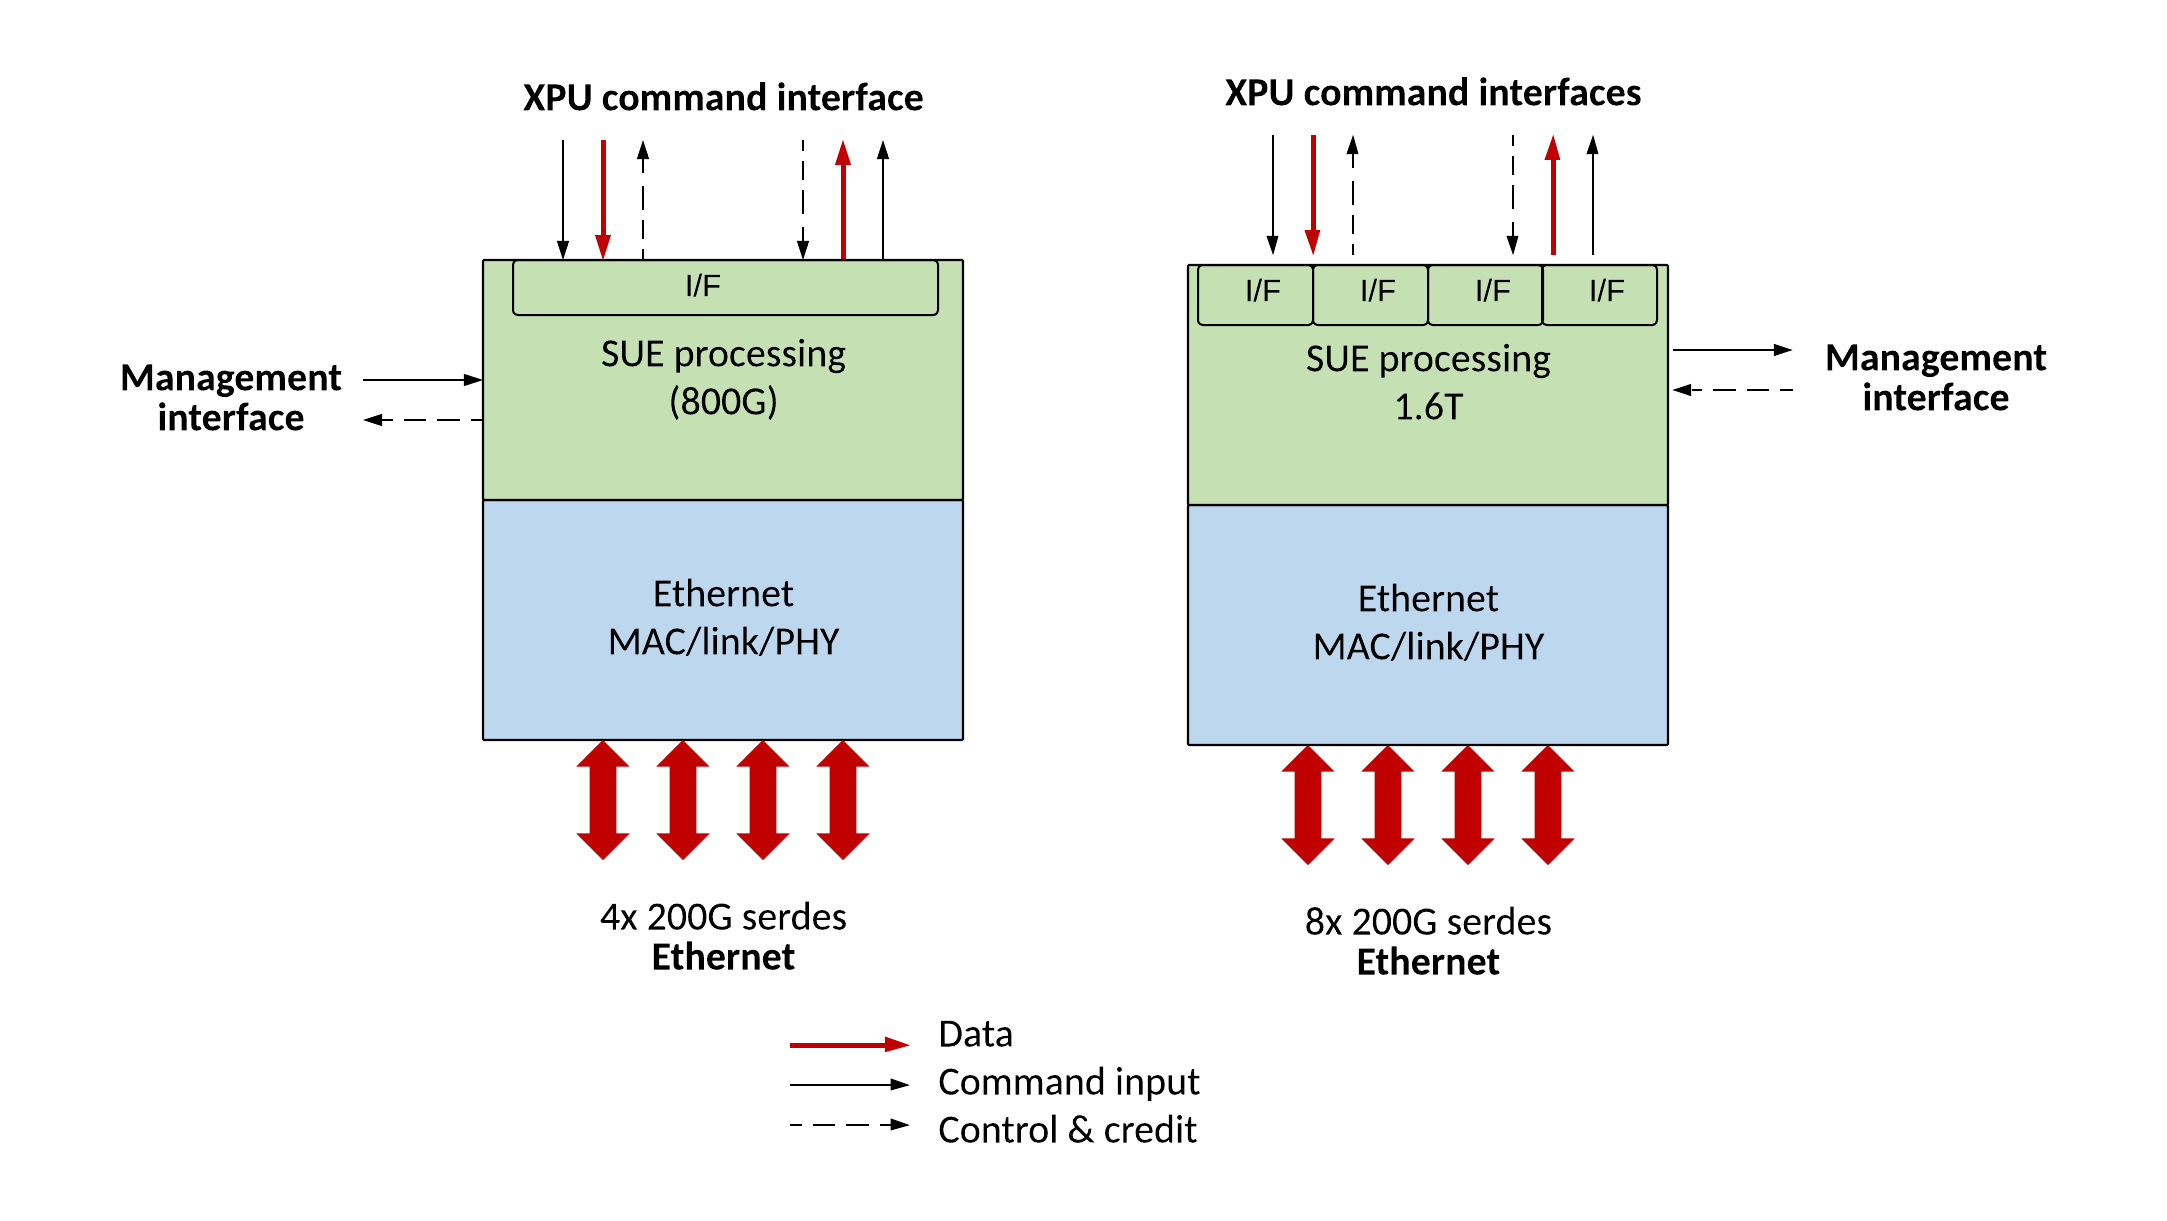 XPU command interface
I/F
SUE processing
(800G)
Management
interface
Ethernet
MAC/link/PHY
4x 200G serdes
Ethernet
XPU command interfaces
I/F
I/F
I/F
I/F
SUE processing
1.6T
Management
interface
Ethernet
MAC/link/PHY
8x 200G serdes
Ethernet
Data
Command input
Control & credit